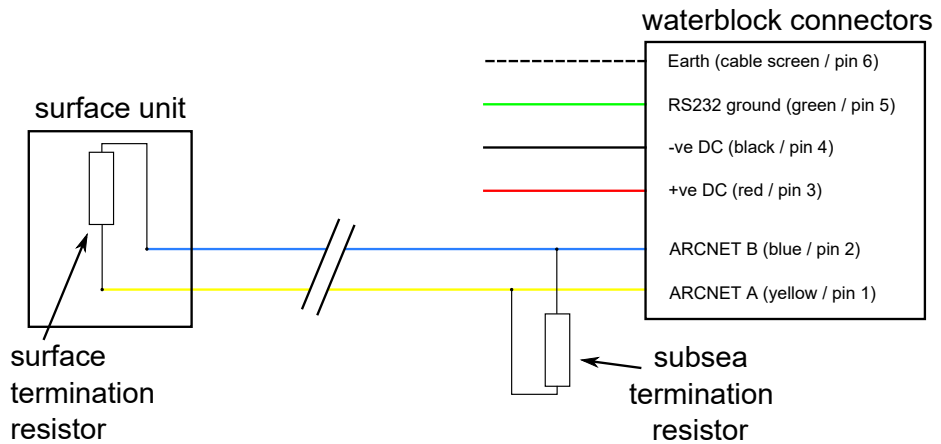 waterblock connectors
Earth (cable screen / pin 6)
RS232 ground (green / pin 5)
-ve DC (black / pin 4)
+ve DC (red / pin 3)
ARCNET B (blue / pin 2)
ARCNET A (yellow / pin 1)
surface unit
surface
termination
resistor
subsea
termination
resistor